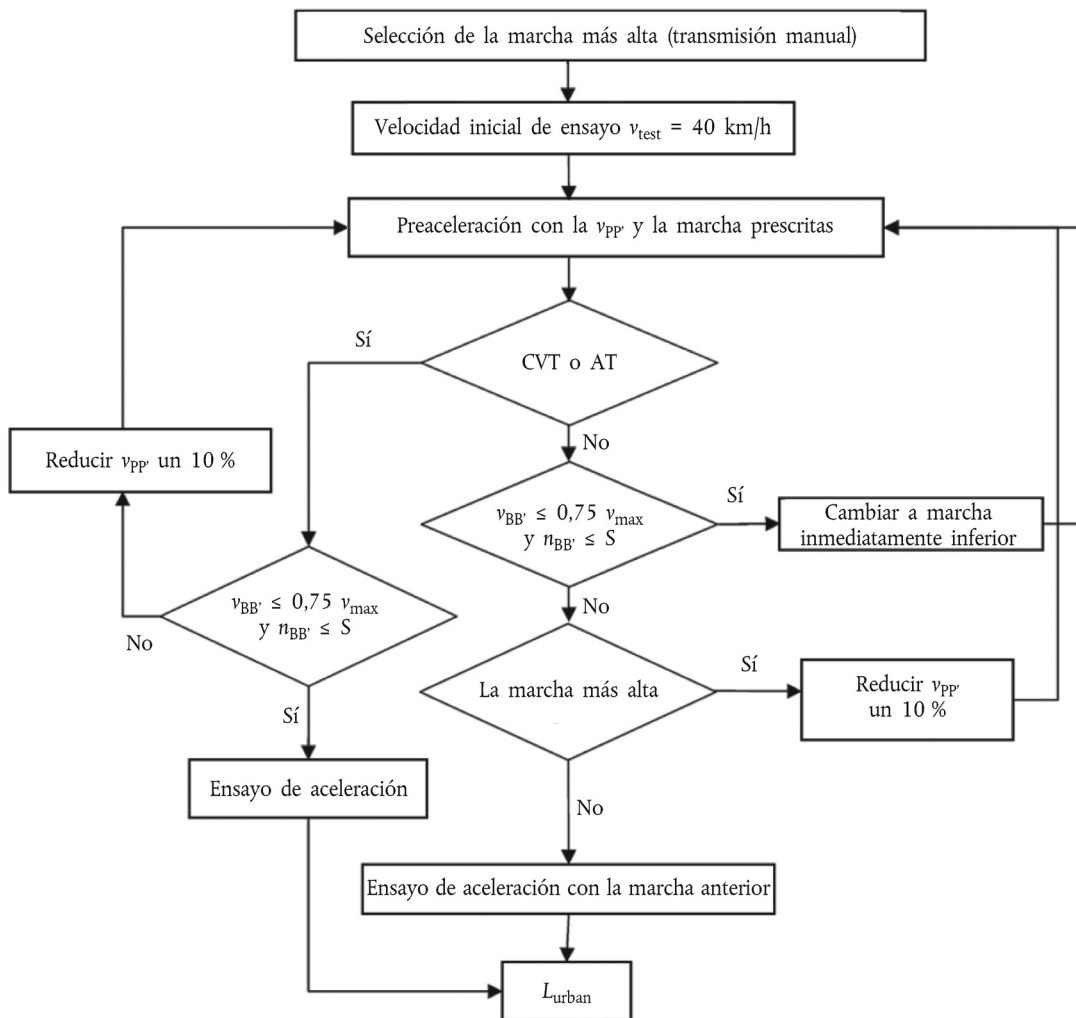 Selección de la marcha más alta (transmisión manual)
Velocidad inicial de ensayo vtest = 40 km/h
Preaceleración con la vPP' y la marcha prescritas
Sí
CVT o AT
No
Reducir vPP' un 10 %
vBB' ≤ 0,75 vmax
y nBB' ≤ S
Sí
Cambiar a marcha
inmediatamente inferior
No
vBB' ≤ 0,75 vmax
y nBB' ≤ S
No
Sí
La marcha más alta
Sí
Reducir vPP'
un 10 %
Ensayo de aceleración
No
Ensayo de aceleración con la marcha anterior
Lurban